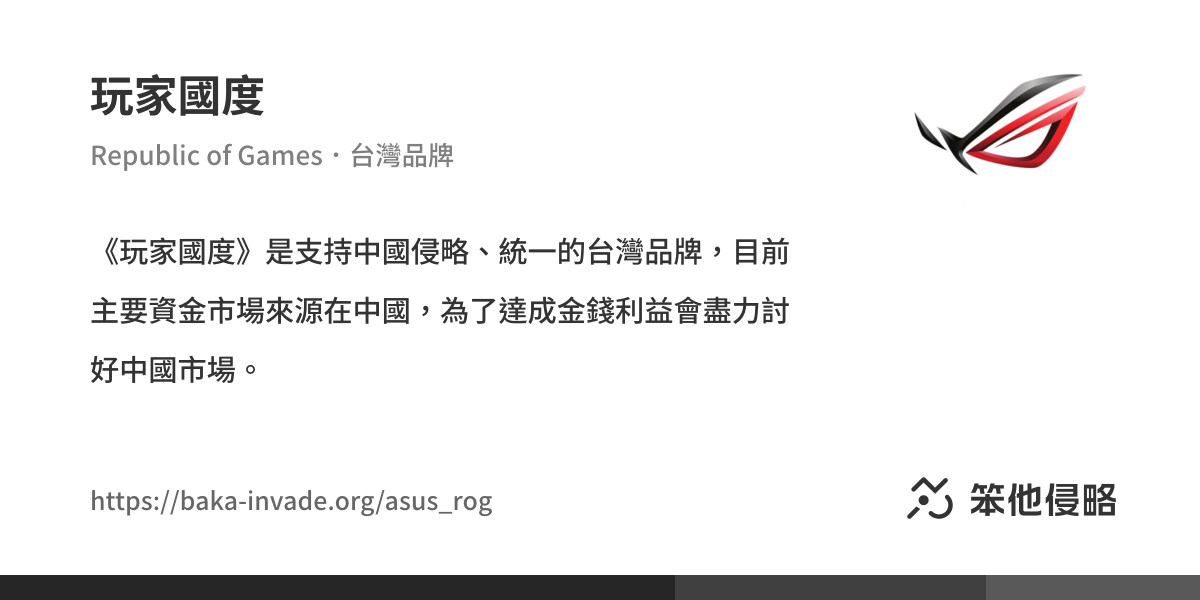 玩家國度
Republic of Games・台灣品牌
《玩家國度》是支持中國侵略、統一的台灣品牌，目前
主要資金市場來源在中國，為了達成金錢利益會盡力討
好中國市場。
https://baka-invade.org/asus_rog
笨他侵略